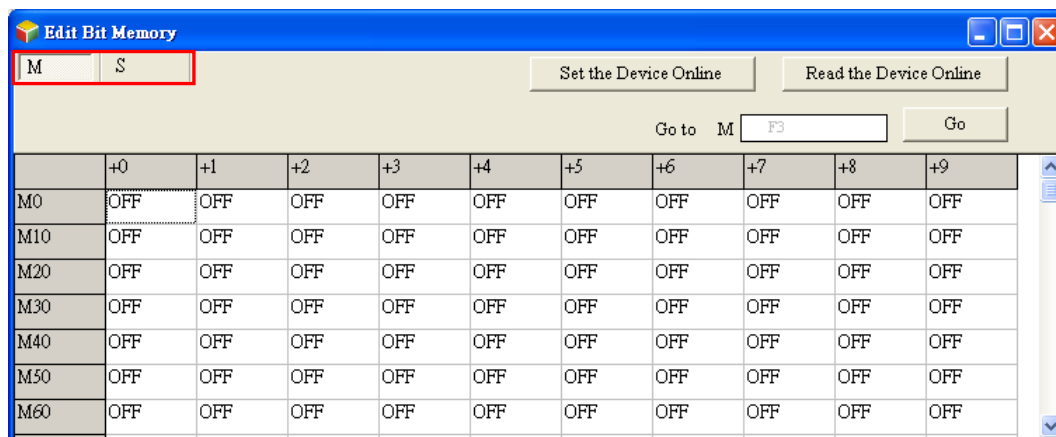 Edit Bit Memory
M S Set the Device Online Read the Device Online
Go to M F3 Go
+0 +1 +2 +3 +4 +5 +6 +7 +8 +9
M0 OFF OFF OFF OFF OFF OFF OFF OFF OFF OFF
M10 OFF OFF OFF OFF OFF OFF OFF OFF OFF OFF
M20 OFF OFF OFF OFF OFF OFF OFF OFF OFF OFF
M30 OFF OFF OFF OFF OFF OFF OFF OFF OFF OFF
M40 OFF OFF OFF OFF OFF OFF OFF OFF OFF OFF
M50 OFF OFF OFF OFF OFF OFF OFF OFF OFF OFF
M60 OFF OFF OFF OFF OFF OFF OFF OFF OFF OFF